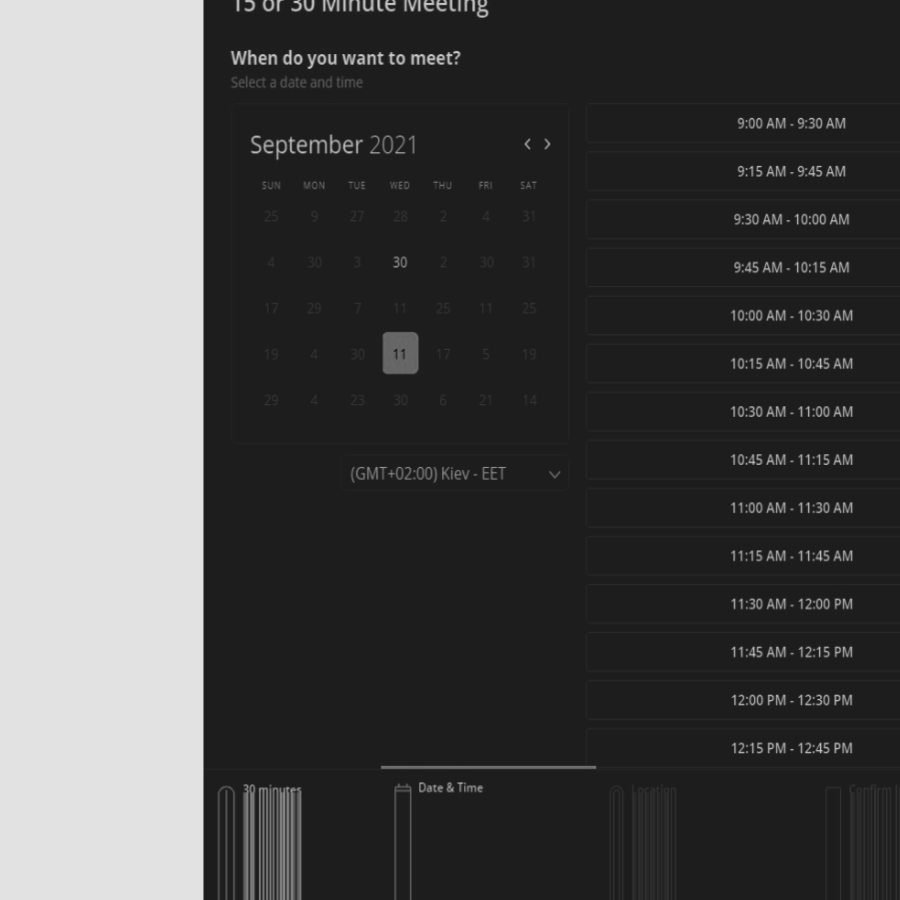 15 or 30 Minute Meeting
When do you want to meet?
Select a date and time
September 2021
SUN MON TUE WED THU FRI SAT
25 9 27 28 2 4 31
4 30 3 30 2 30 31
17 29 7 11 25 11 25
19 4 30 11 17 5 19
29 4 23 30 6 21 14
(GMT+02:00) Kiev - EET
9:00 AM - 9:30 AM
9:15 AM - 9:45 AM
9:30 AM - 10:00 AM
9:45 AM - 10:15 AM
10:00 AM - 10:30 AM
10:15 AM - 10:45 AM
10:30 AM - 11:00 AM
10:45 AM - 11:15 AM
11:00 AM - 11:30 AM
11:15 AM - 11:45 AM
11:30 AM - 12:00 PM
11:45 AM - 12:15 PM
12:00 PM - 12:30 PM
12:15 PM - 12:45 PM
30 minutes
Date & Time
Location
Confirm